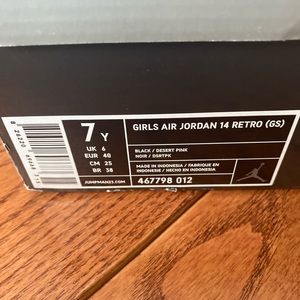 7 Y
UK 6
EUR 40
CM 25
BR 38
JUMPMAN23.COM
GIRLS AIR JORDAN 14 RETRO (GS)
BLACK / DESERT PINK
NOIR / DSRTPK
MADE IN INDONESIA / FABRIQUE EN
INDONESIE / HECHO EN INDONESIA
467798 012